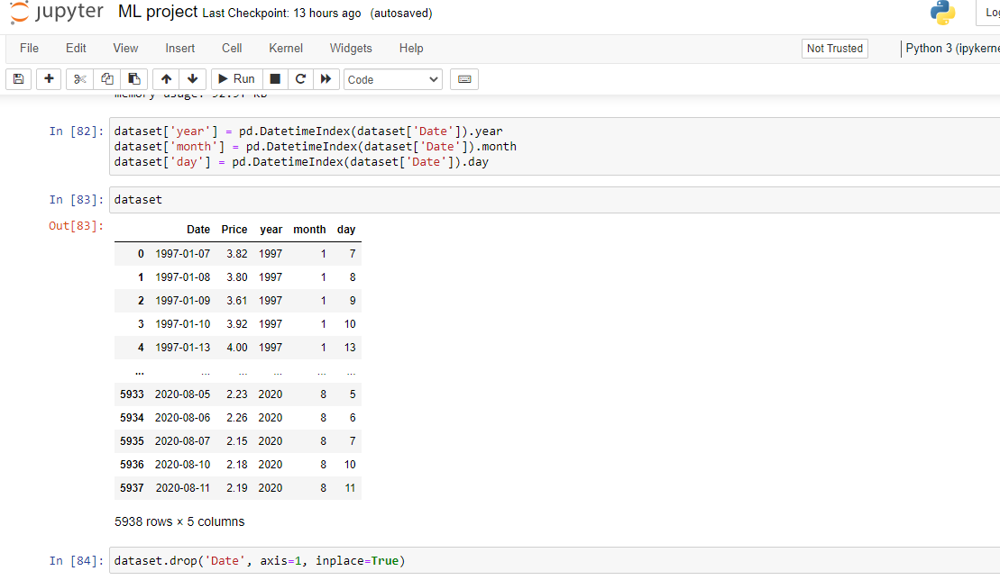 jupyter ML project Last Checkpoint: 13 hours ago (autosaved)
File Edit View Insert Cell Kernel Widgets Help Not Trusted Python 3 (ipykerne
Run Code
In [82]: dataset['year'] = pd.DatetimeIndex(dataset['Date']).year
dataset['month'] = pd.DatetimeIndex(dataset['Date']).month
dataset['day'] = pd.DatetimeIndex(dataset['Date']).day
In [83]: dataset
Out[83]:
Date Price year month day
0 1997-01-07 3.82 1997 1 7
1 1997-01-08 3.80 1997 1 8
2 1997-01-09 3.61 1997 1 9
3 1997-01-10 3.92 1997 1 10
4 1997-01-13 4.00 1997 1 13
... ... ... ... ... ...
5933 2020-08-05 2.23 2020 8 5
5934 2020-08-06 2.26 2020 8 6
5935 2020-08-07 2.15 2020 8 7
5936 2020-08-10 2.18 2020 8 10
5937 2020-08-11 2.19 2020 8 11
5938 rows × 5 columns
In [84]: dataset.drop('Date', axis=1, inplace=True)